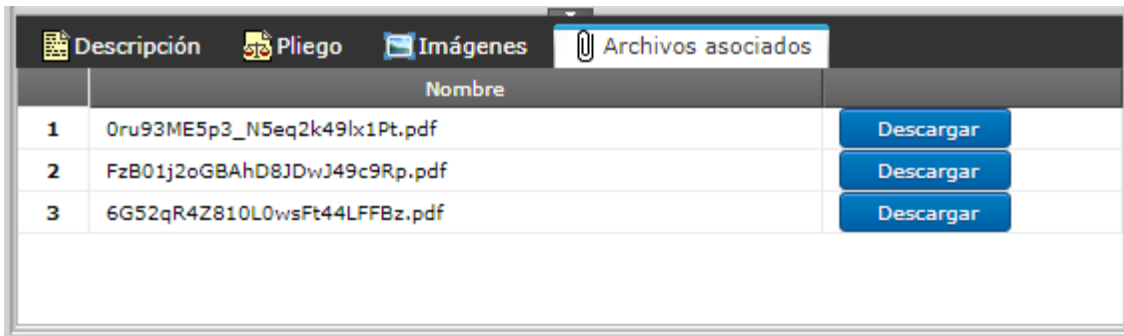 Descripción Pliego Imágenes Archivos asociados
Nombre
1 0ru93ME5p3_N5eq2k49lx1Pt.pdf Descargar
2 FzB01j2oGBAhD8JDwJ49c9Rp.pdf Descargar
3 6G52qR4Z810L0wsFt44LFFBz.pdf Descargar